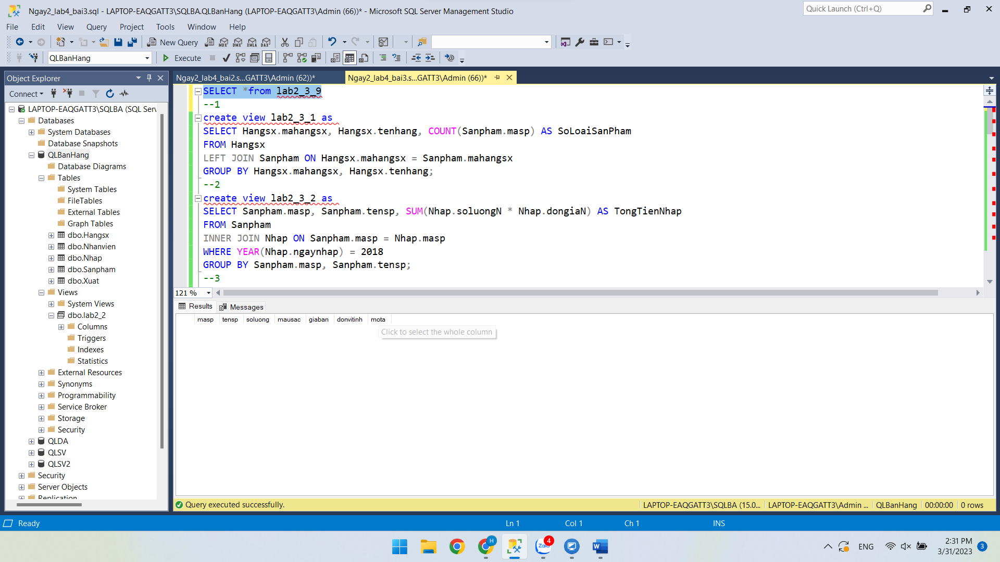 Ngay2_lab4_bai3.sql - LAPTOP-EAQGATT3\SQLBA.QLBanHang (LAPTOP-EAQGATT3\Admin (66))* - Microsoft SQL Server Management Studio
Quick Launch (Ctrl+Q)
File Edit View Query Project Tools Window Help
New Query
MDX DMX XMLA DAX
QLBanHang
Execute
Object Explorer
Ngay2_lab4_bai2.s...GATT3\Admin (62))*
Ngay2_lab4_bai3.s...GATT3\Admin (66))*
Connect
LAPTOP-EAQGATT3\SQLBA (SQL Serv
Databases
System Databases
Database Snapshots
QLBanHang
Database Diagrams
Tables
System Tables
FileTables
External Tables
Graph Tables
dbo.Hangsx
dbo.Nhanvien
dbo.Nhap
dbo.Sanpham
dbo.Xuat
Views
System Views
dbo.lab2_2
Columns
Triggers
Indexes
Statistics
External Resources
Synonyms
Programmability
Service Broker
Storage
Security
QLDA
QLSV
QLSV2
Security
Server Objects
Replication
SELECT *from lab2_3_9
--1
create view lab2_3_1 as
SELECT Hangsx.mahangsx, Hangsx.tenhang, COUNT(Sanpham.masp) AS SoLoaiSanPham
FROM Hangsx
LEFT JOIN Sanpham ON Hangsx.mahangsx = Sanpham.mahangsx
GROUP BY Hangsx.mahangsx, Hangsx.tenhang;
--2
create view lab2_3_2 as
SELECT Sanpham.masp, Sanpham.tensp, SUM(Nhap.soluongN * Nhap.dongiaN) AS TongTienNhap
FROM Sanpham
INNER JOIN Nhap ON Sanpham.masp = Nhap.masp
WHERE YEAR(Nhap.ngaynhap) = 2018
GROUP BY Sanpham.masp, Sanpham.tensp;
--3
121 %
Results Messages
masp tensp soluong mausac giaban donvitinh mota
Click to select the whole column
Query executed successfully.
LAPTOP-EAQGATT3\SQLBA (15.0... LAPTOP-EAQGATT3\Admin ... QLBanHang 00:00:00 0 rows
Ready
Ln 1 Col 1 Ch 1 INS
H
Zalo 4
W
ENG
2:31 PM
3/31/2023
3